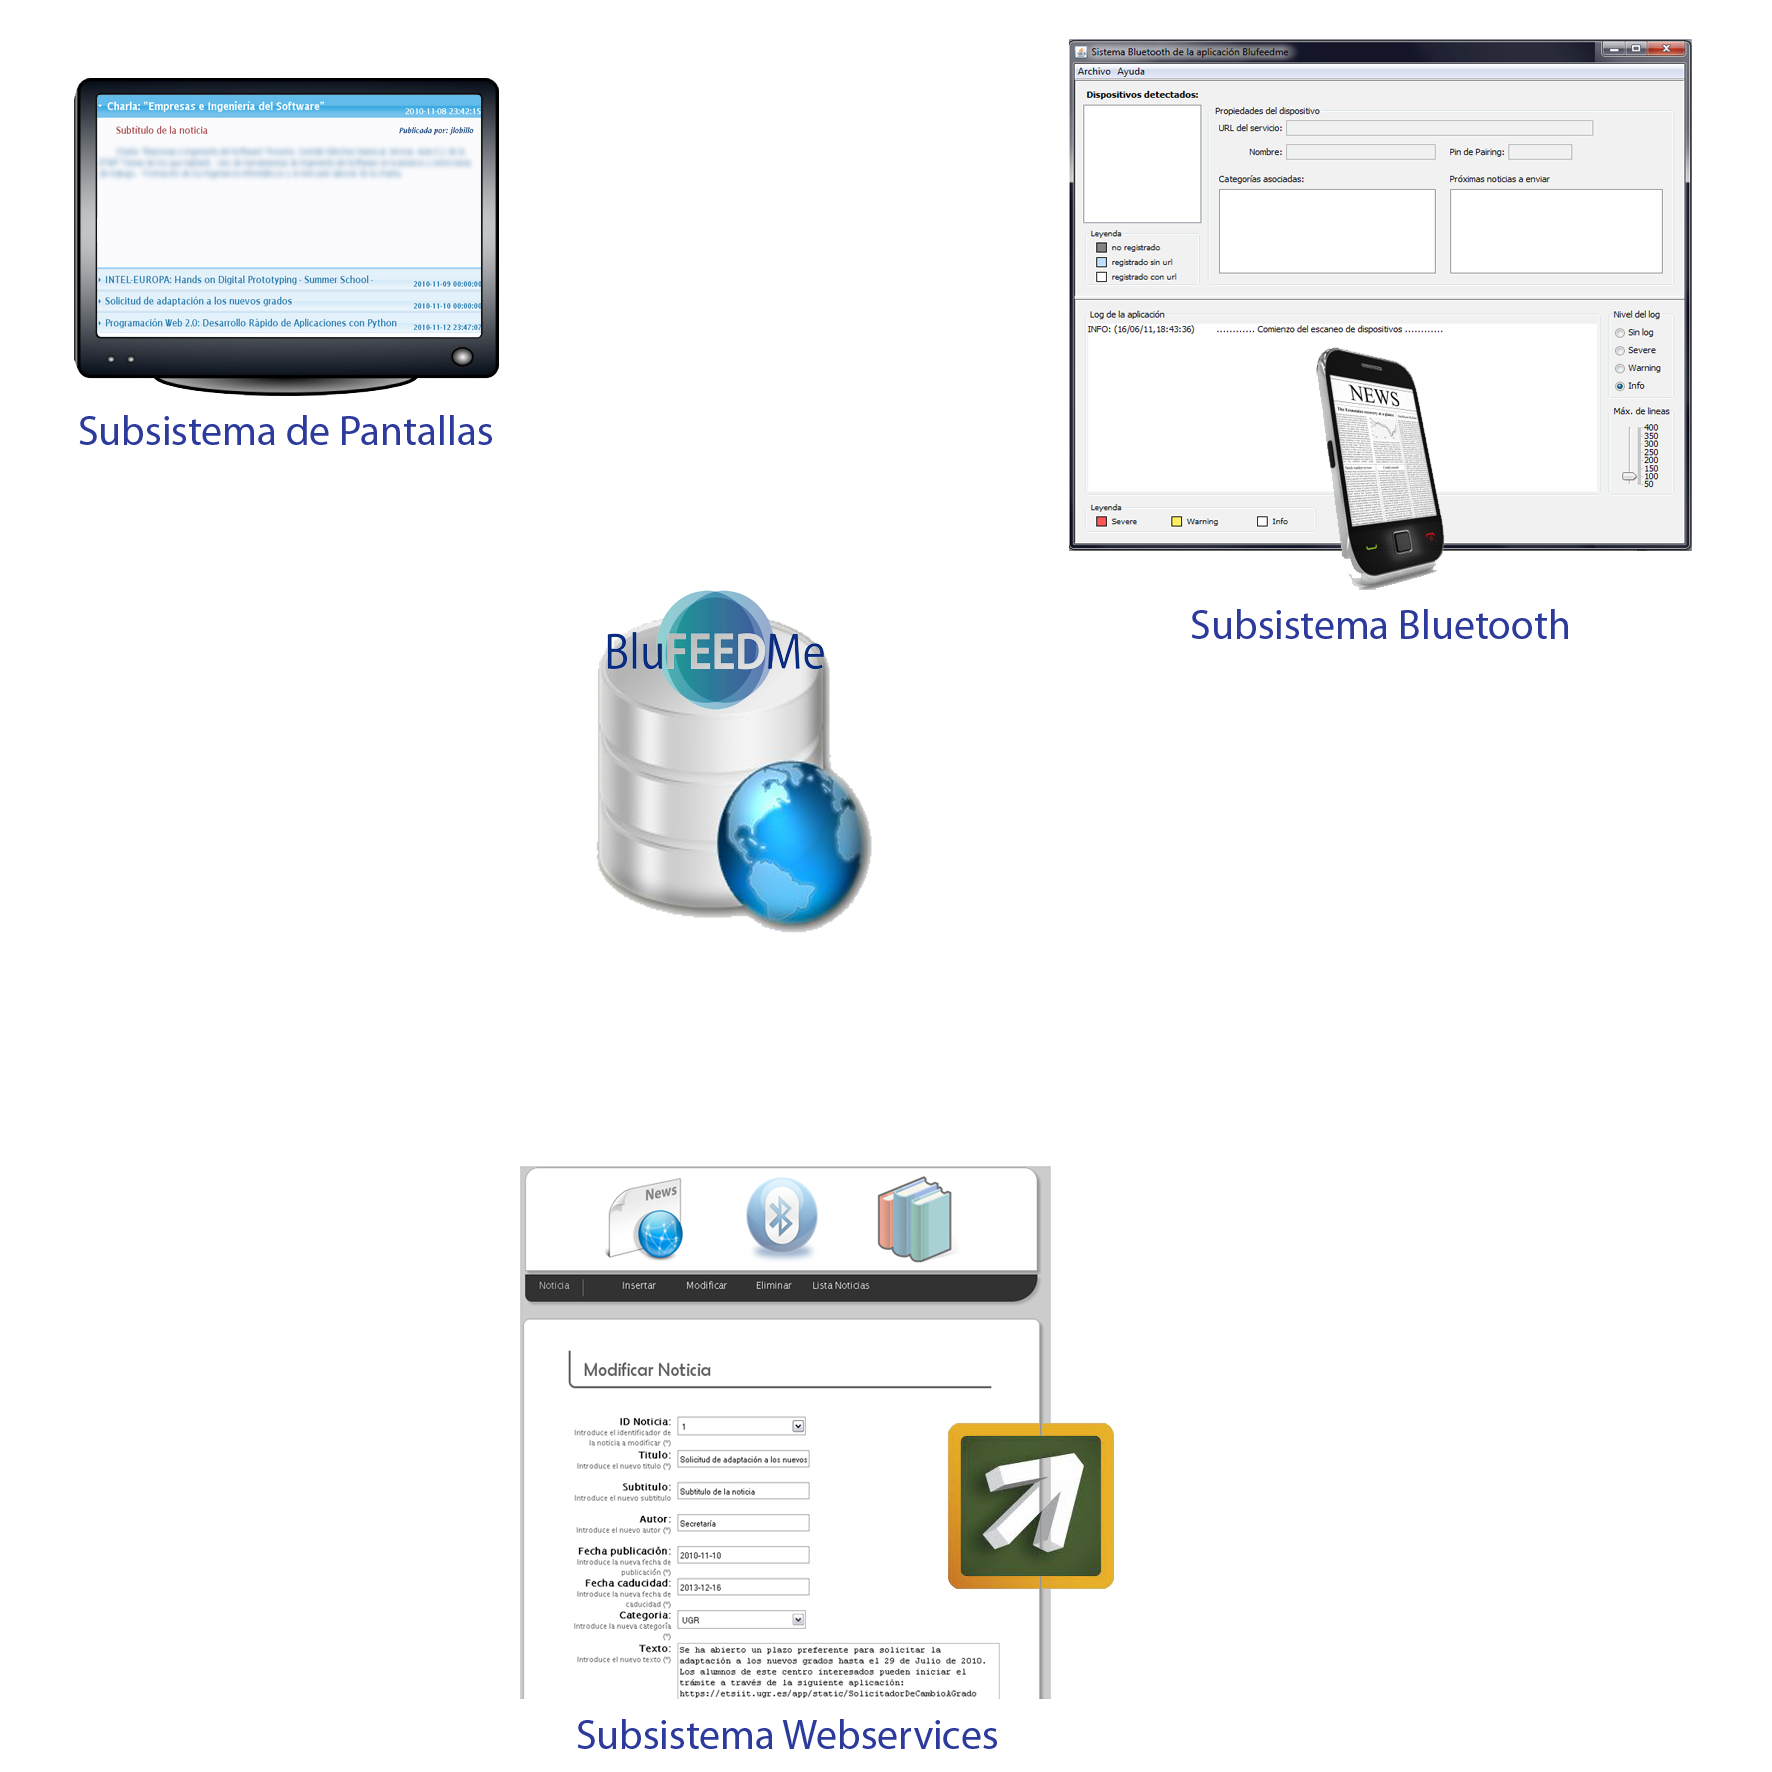 Charla: "Empresas e Ingeniería del Software"
2010-11-08 23:42:15
Subtítulo de la noticia
Publicada por: jlobillo
INTEL-EUROPA: Hands on Digital Prototyping - Summer School -
2010-11-09 00:00:00
Solicitud de adaptación a los nuevos grados
2010-11-10 00:00:00
Programación Web 2.0: Desarrollo Ràpido de Aplicaciones con Python
2010-11-12 23:47:07
Subsistema de Pantallas
Sistema Bluetooth de la aplicación Blufeedme
Archivo Ayuda
Dispositivos detectados:
Propiedades del dispositivo
URL del servicio:
Nombre:
Pin de Pairing:
Categorías asociadas:
Próximas noticias a enviar
Leyenda
no registrado
registrado sin url
registrado con url
Log de la aplicación
INFO: (16/06/11,18:43:36) ............ Comienzo del escaneo de dispositivos ............
Nivel del log
Sin log
Severe
Warning
Info
Máx. de lineas
400
350
300
250
200
150
100
50
NEWS
Leyenda
Severe
Warning
Info
Subsistema Bluetooth
BluFEEDMe
News
Noticia
Insertar
Modificar
Eliminar
Lista Noticias
Modificar Noticia
ID Noticia:
Introduce el identificador de
la noticia a modificar (*)
1
Titulo:
Introduce el nuevo titulo (*)
Solicitud de adaptación a los nuevos
Subtitulo:
Introduce el nuevo subtitulo
Subtitulo de la noticia
Autor:
Introduce el nuevo autor (*)
Secretaría
Fecha publicación:
Introduce la nueva fecha de
publicación (*)
2010-11-10
Fecha caducidad:
Introduce la nueva fecha de
caducidad (*)
2013-12-16
Categoria:
Introduce la nueva categoría
(*)
UGR
Texto:
Introduce el nuevo texto (*)
Se ha abierto un plazo preferente para solicitar la
adaptación a los nuevos grados hasta el 29 de Julio de 2010.
Los alumnos de este centro interesados pueden iniciar el
trámite a través de la siguiente aplicación:
https://etsiit.ugr.es/app/static/SolicitadorDeCambioAGrado
Subsistema Webservices